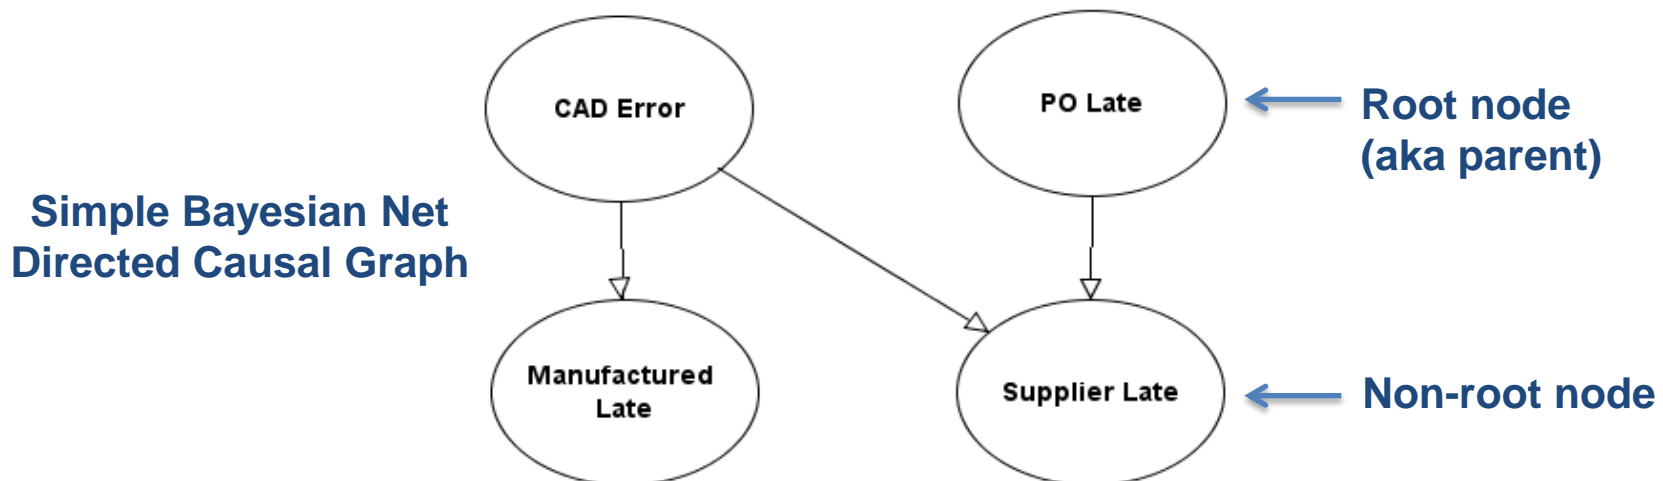 CAD Error
PO Late
Root node
(aka parent)
Simple Bayesian Net
Directed Causal Graph
Manufactured
Late
Supplier Late
Non-root node